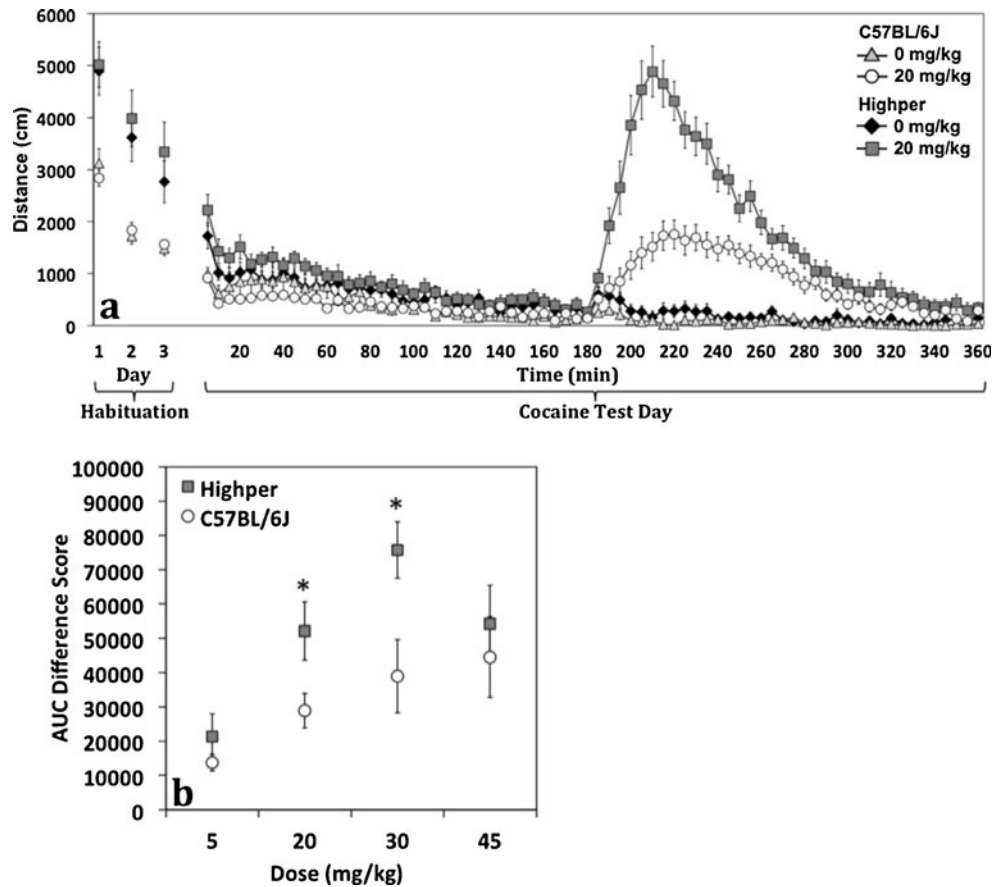 6000
5000
4000
3000
2000
1000
0
Distance (cm)
a
C57BL/6J
0 mg/kg
20 mg/kg
Highper
0 mg/kg
20 mg/kg
1 2 3 20 40 60 80 100 120 140 160 180 200 220 240 260 280 300 320 340 360
Day Time (min)
Habituation Cocaine Test Day
100000
90000
80000
70000
60000
50000
40000
30000
20000
10000
0
AUC Difference Score
Highper
C57BL/6J
*
*
b
5 20 30 45
Dose (mg/kg)